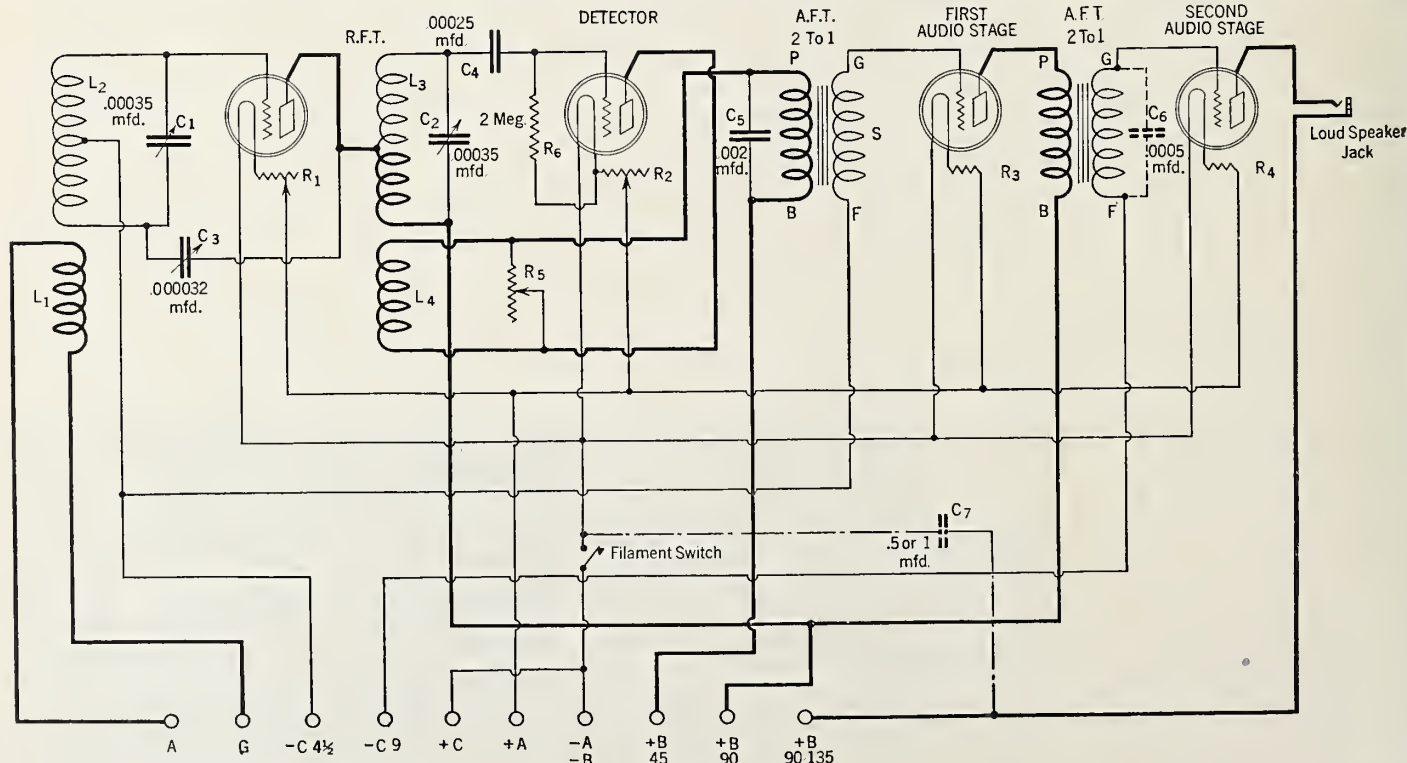 DETECTOR
A.F.T.
2 To 1
FIRST
AUDIO STAGE
A.F.T.
2 To 1
SECOND
AUDIO STAGE
R.F.T.
.00025
mfd.
C4
L2
.00035
mfd.
C1
R1
L3
C2
.00035
mfd.
2 Meg.
R6
R2
P
C5
.002
mfd.
B
G
S
F
R3
P
B
G
C6
.0005
mfd.
F
R4
Loud Speaker
Jack
C3
.000032
mfd.
L1
L4
R5
C7
.5 or 1
mfd.
Filament Switch
A
G
-C 4½
-C 9
+C
+A
-A
-B
+B
45
+B
90
+B
90-135